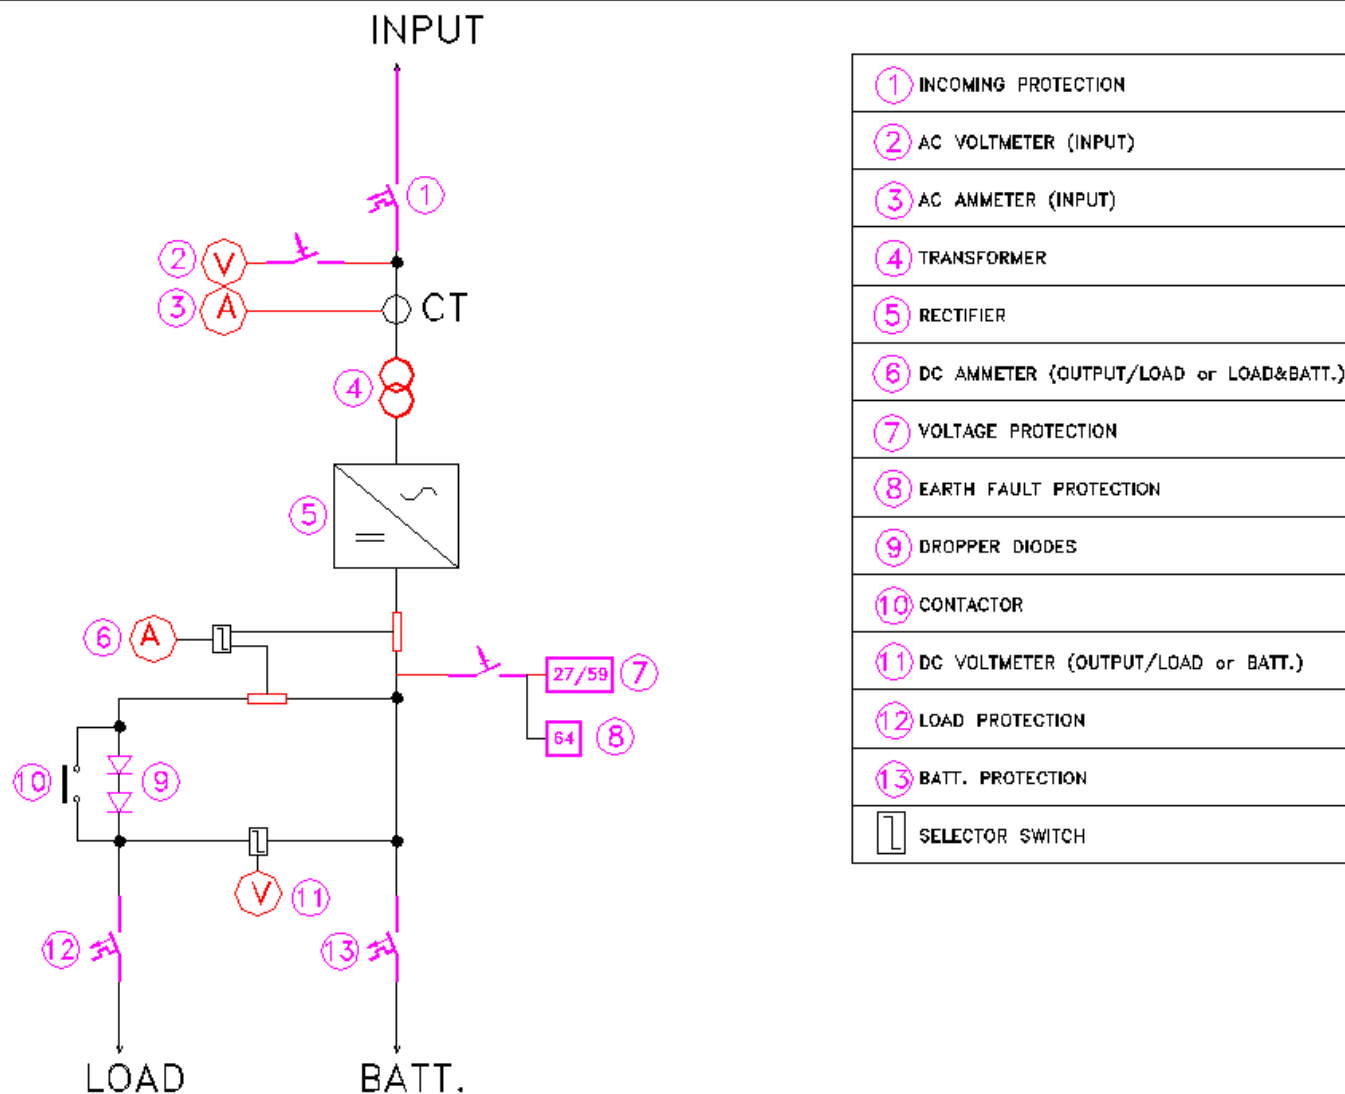 INPUT
1
2 V
3 A CT
4
5
6 A
27/59 7
64 8
10 9
V 11
12 13
LOAD BATT.
1 INCOMING PROTECTION
2 AC VOLTMETER (INPUT)
3 AC AMMETER (INPUT)
4 TRANSFORMER
5 RECTIFIER
6 DC AMMETER (OUTPUT/LOAD or LOAD&BATT.)
7 VOLTAGE PROTECTION
8 EARTH FAULT PROTECTION
9 DROPPER DIODES
10 CONTACTOR
11 DC VOLTMETER (OUTPUT/LOAD or BATT.)
12 LOAD PROTECTION
13 BATT. PROTECTION
SELECTOR SWITCH